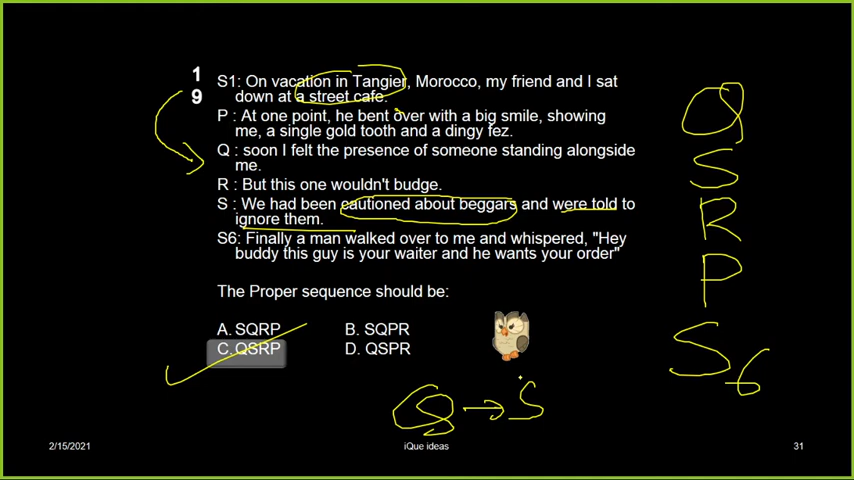 1
9
S1: On vacation in Tangier, Morocco, my friend and I sat
down at a street cafe.
P : At one point, he bent over with a big smile, showing
me, a single gold tooth and a dingy fez.
Q : soon I felt the presence of someone standing alongside
me.
R : But this one wouldn't budge.
S : We had been cautioned about beggars and were told to
ignore them.
S6: Finally a man walked over to me and whispered, "Hey
buddy this guy is your waiter and he wants your order"
The Proper sequence should be:
A. SQRP B. SQPR
C. QSRP D. QSPR
Q
S
R
P
S6
Q → S
2/15/2021 iQue ideas 31